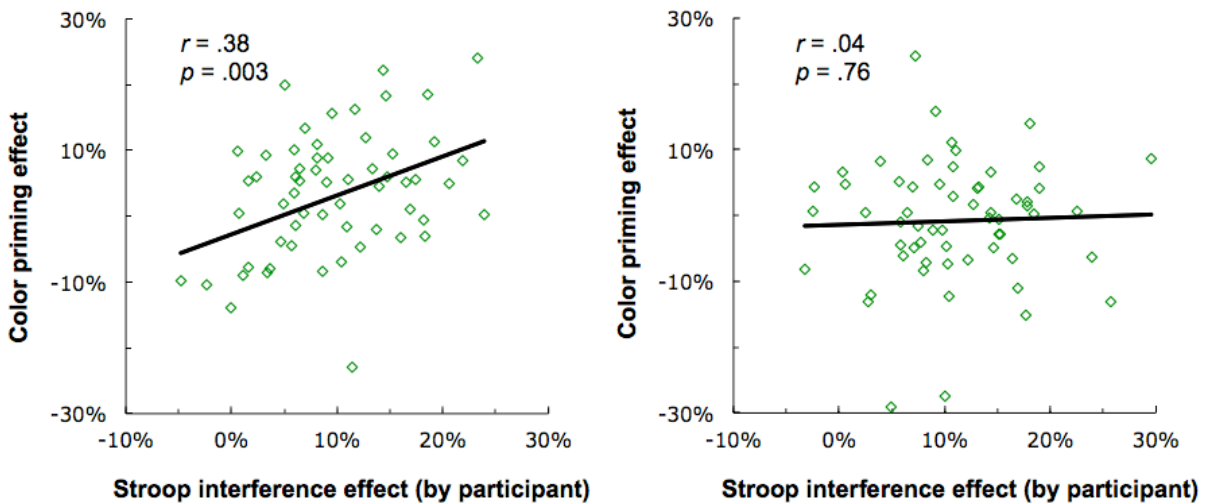 30%
10%
-10%
-30%
-10%
0%
10%
20%
30%
r = .38
p = .003
Color priming effect
Stroop interference effect (by participant)
30%
10%
-10%
-30%
-10%
0%
10%
20%
30%
r = .04
p = .76
Color priming effect
Stroop interference effect (by participant)